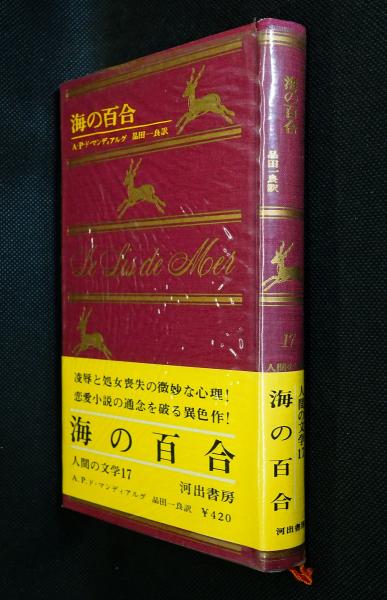 海の百合
A・P・ド・マンディアルグ 品田一良訳
Le Lis de Mer
凌辱と処女喪失の微妙な心理！
恋愛小説の通念を破る異色作！
海の百合
人間の文学17
河出書房
A.P.ド・マンディアルグ 品田一良訳 ¥420
海の百合
品田一良訳
17
人間の
人間の文学17
海の百合
河出書房